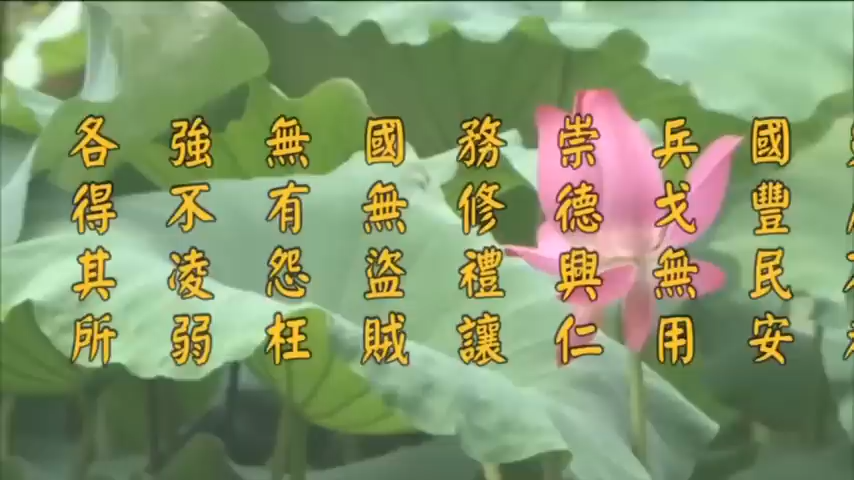 國豐民安
兵戈無用
崇德興仁
務修禮讓
國無盜賊
無有怨枉
強不凌弱
各得其所